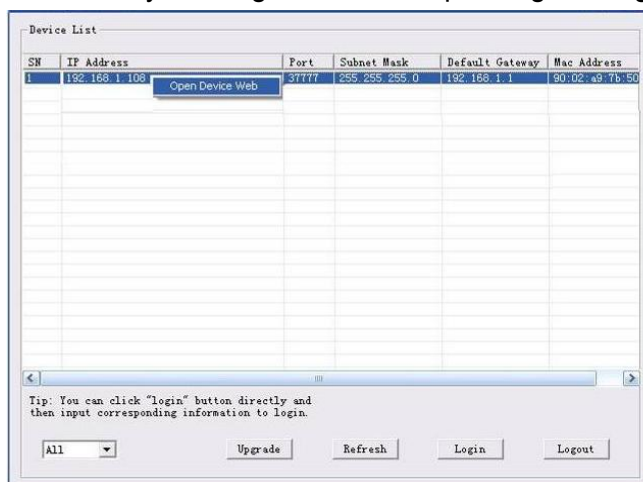 Device List
SN IP Address Port Subnet Mask Default Gateway Mac Address
1 192.168.1.108 37777 255.255.255.0 192.168.1.1 90:02:a9:7b:50
Open Device Web
Tip: You can click "login" button directly and
then input corresponding information to login.
All Upgrade Refresh Login Logout